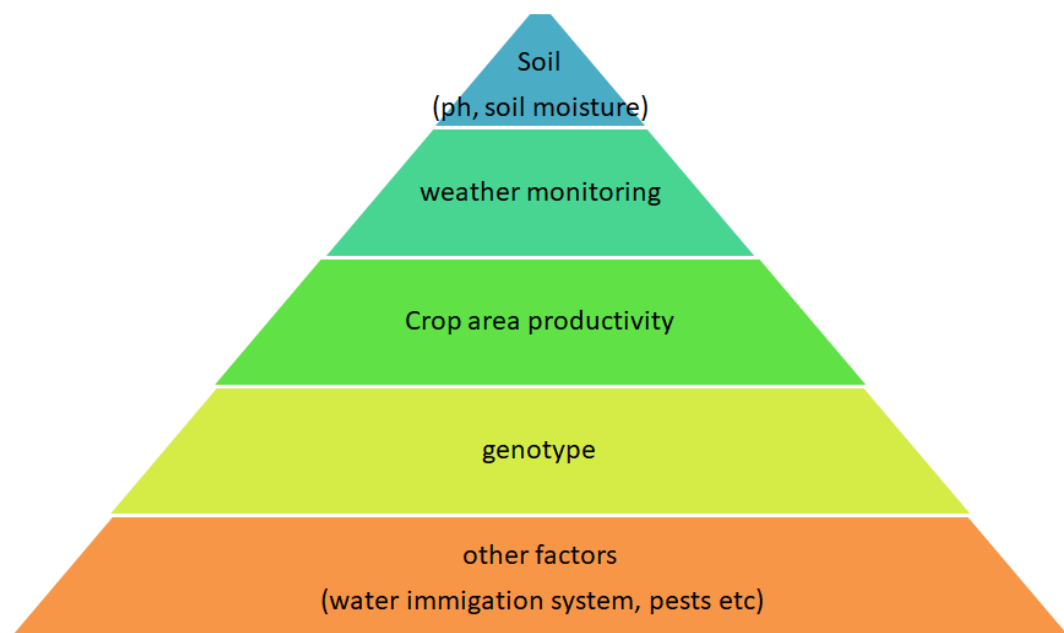 Soil
(ph, soil moisture)
weather monitoring
Crop area productivity
genotype
other factors
(water immigation system, pests etc)